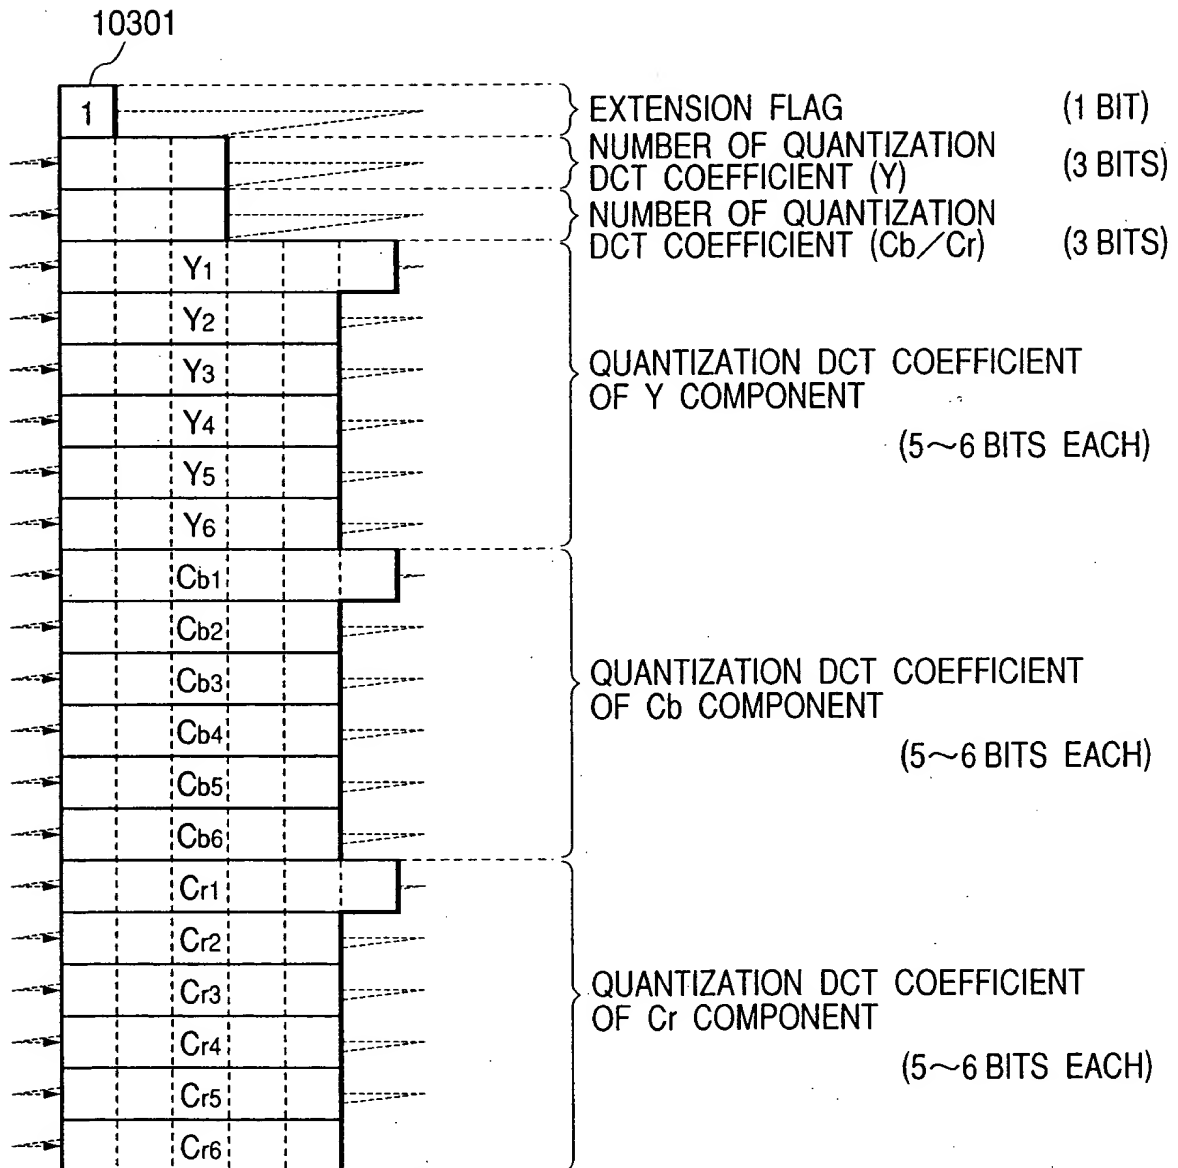 10301
1
EXTENSION FLAG (1 BIT)
NUMBER OF QUANTIZATION
DCT COEFFICIENT (Y) (3 BITS)
NUMBER OF QUANTIZATION
DCT COEFFICIENT (Cb/Cr) (3 BITS)
Y1
Y2
Y3
Y4
Y5
Y6
QUANTIZATION DCT COEFFICIENT
OF Y COMPONENT
(5~6 BITS EACH)
Cb1
Cb2
Cb3
Cb4
Cb5
Cb6
QUANTIZATION DCT COEFFICIENT
OF Cb COMPONENT
(5~6 BITS EACH)
Cr1
Cr2
Cr3
Cr4
Cr5
Cr6
QUANTIZATION DCT COEFFICIENT
OF Cr COMPONENT
(5~6 BITS EACH)